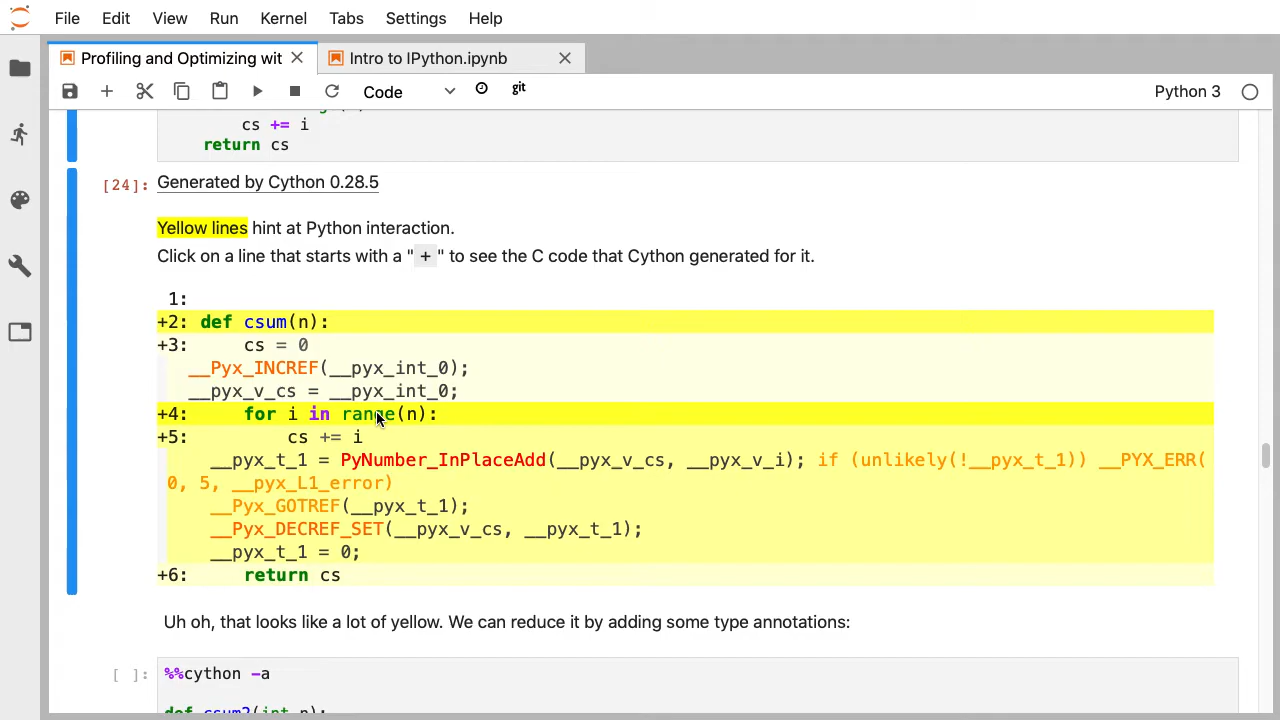 File Edit View Run Kernel Tabs Settings Help
Profiling and Optimizing wit
Intro to IPython.ipynb
Code
git
Python 3
cs += i
return cs
[24]:
Generated by Cython 0.28.5
Yellow lines hint at Python interaction.
Click on a line that starts with a "+" to see the C code that Cython generated for it.
1:
+2: def csum(n):
+3:     cs = 0
__Pyx_INCREF(__pyx_int_0);
__pyx_v_cs = __pyx_int_0;
+4:     for i in range(n):
+5:         cs += i
__pyx_t_1 = PyNumber_InPlaceAdd(__pyx_v_cs, __pyx_v_i); if (unlikely(!__pyx_t_1)) __PYX_ERR(
0, 5, __pyx_L1_error)
__Pyx_GOTREF(__pyx_t_1);
__Pyx_DECREF_SET(__pyx_v_cs, __pyx_t_1);
__pyx_t_1 = 0;
+6:     return cs
Uh oh, that looks like a lot of yellow. We can reduce it by adding some type annotations:
[ ]:
%%cython -a
def csum2(int n):